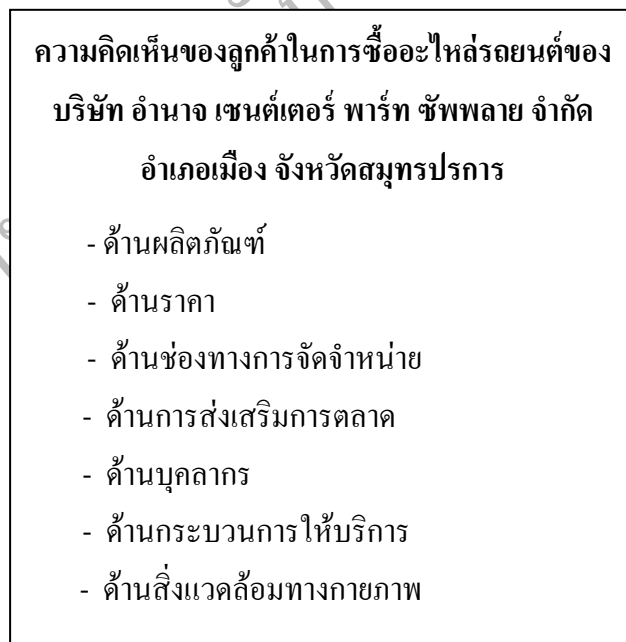 ความคิดเห็นของลูกค้าในการซื้ออะไหล่รถยนต์ของ
บริษัท อำนาจ เซนต์เตอร์ พาร์ท ซัพพลาย จำกัด
อำเภอเมือง จังหวัดสมุทรปรการ
- ด้านผลิตภัณฑ์
- ด้านราคา
- ด้านช่องทางการจัดจำหน่าย
- ด้านการส่งเสริมการตลาด
- ด้านบุคลากร
- ด้านกระบวนการให้บริการ
- ด้านสิ่งแวดล้อมทางกายภาพ